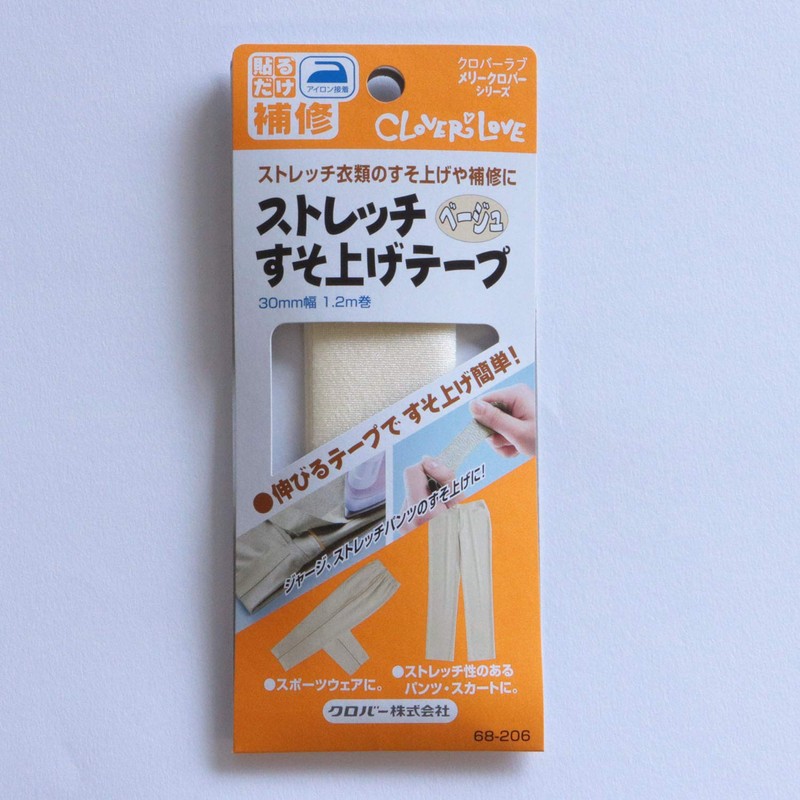 貼る
だけ
補修
アイロン接着
クロバーラブ
メリークロバー
シリーズ
CLOVER LOVE
ストレッチ衣類のすそ上げや補修に
ストレッチ ベージュ
すそ上げテープ
30mm幅 1.2m巻
●伸びるテープですそ上げ簡単!
ジャージ、ストレッチパンツのすそ上げに!
●スポーツウェアに。
●ストレッチ性のある
パンツ・スカートに。
クロバー株式会社
68-206